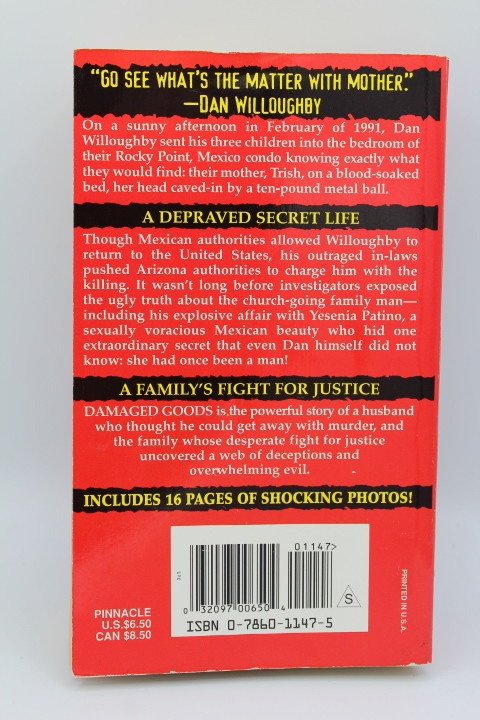 "GO SEE WHAT'S THE MATTER WITH MOTHER."
—DAN WILLOUGHBY
On a sunny afternoon in February of 1991, Dan
Willoughby sent his three children into the bedroom of
their Rocky Point, Mexico condo knowing exactly what
they would find: their mother, Trish, on a blood-soaked
bed, her head caved-in by a ten-pound metal ball.
A DEPRAVED SECRET LIFE
Though Mexican authorities allowed Willoughby to
return to the United States, his outraged in-laws
pushed Arizona authorities to charge him with the
killing. It wasn't long before investigators exposed
the ugly truth about the church-going family man—
including his explosive affair with Yesenia Patino, a
sexually voracious Mexican beauty who hid one
extraordinary secret that even Dan himself did not
know: she had once been a man!
A FAMILY'S FIGHT FOR JUSTICE
DAMAGED GOODS is the powerful story of a husband
who thought he could get away with murder, and
the family whose desperate fight for justice
uncovered a web of deceptions and
overwhelming evil.
INCLUDES 16 PAGES OF SHOCKING PHOTOS!
01147>
S
0 32097 00650 4
ISBN 0-7860-1147-5
PINNACLE
U.S.$6.50
CAN $8.50
PRINTED IN U.S.A.